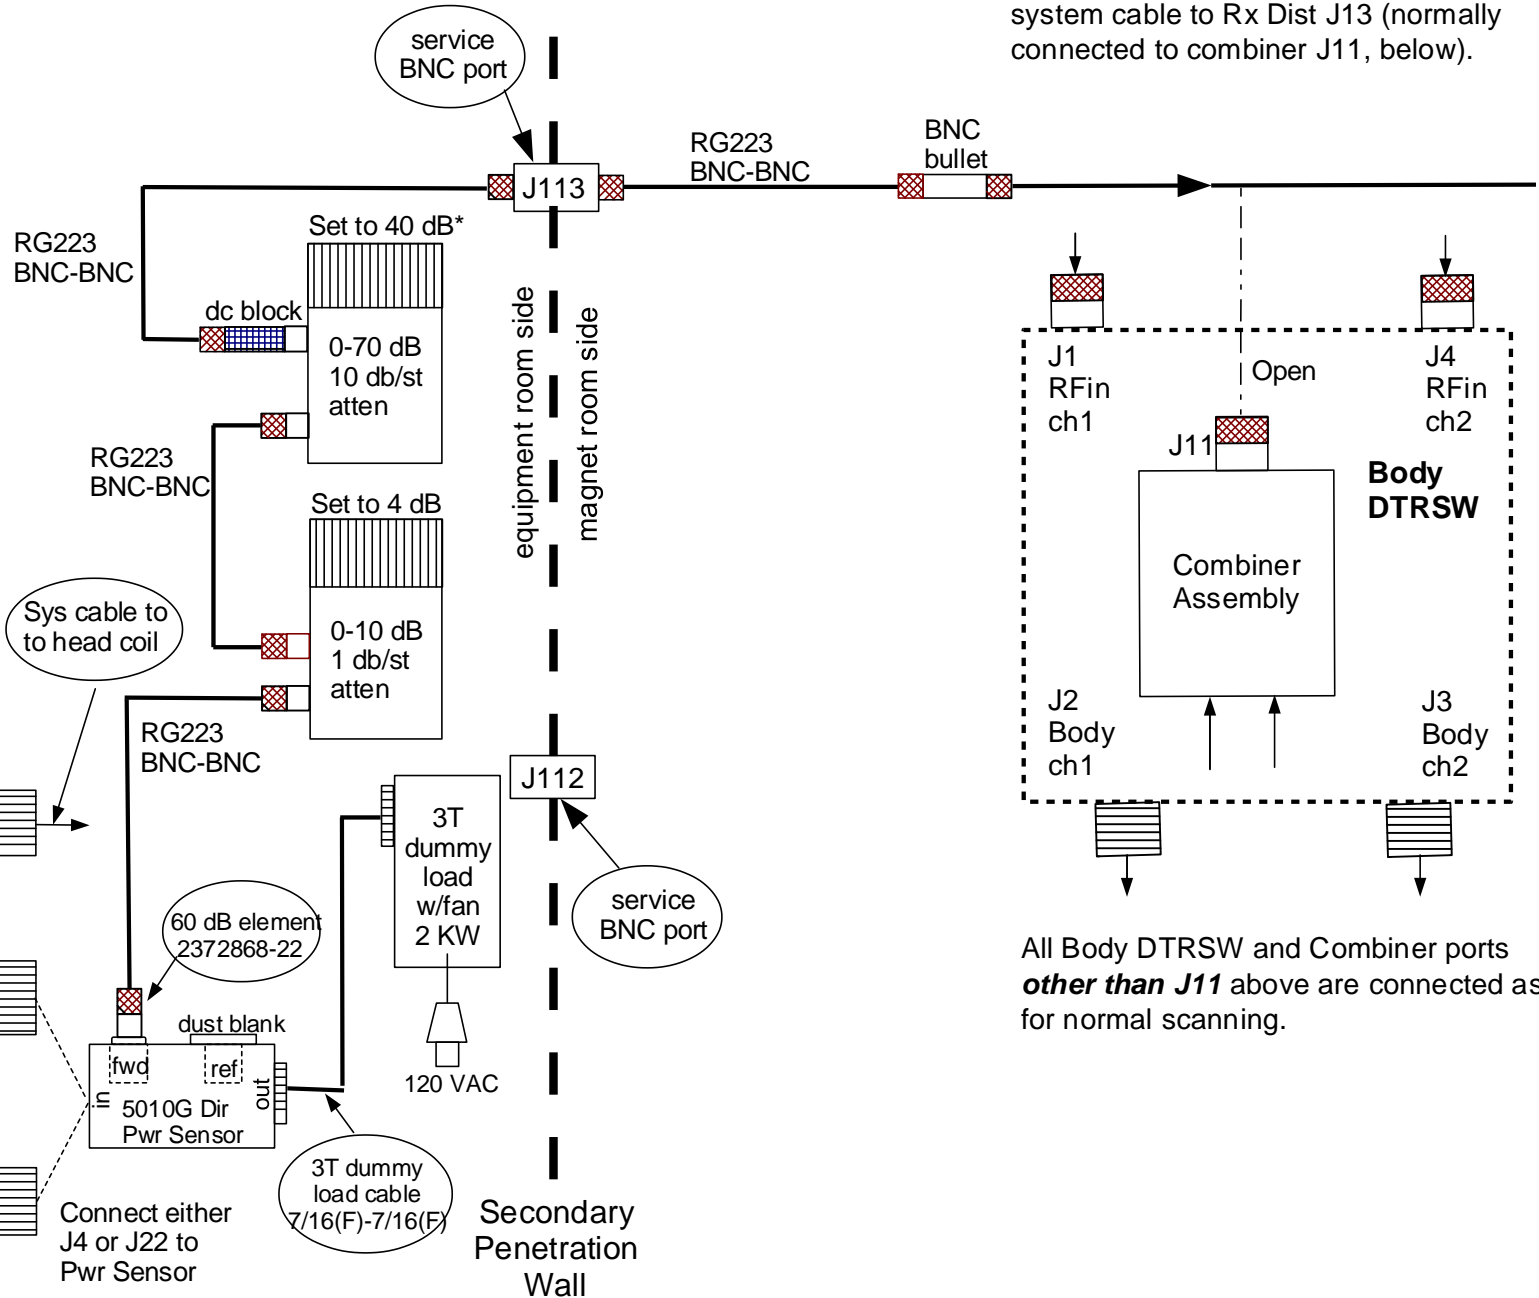 system cable to Rx Dist J13 (normally
connected to combiner J11, below).
service
BNC port
J113
RG223
BNC-BNC
BNC
bullet
RG223
BNC-BNC
Set to 40 dB*
dc block
0-70 dB
10 db/st
atten
equipment room side
magnet room side
J1
RFin
ch1
Open
J4
RFin
ch2
J11
Body
DTRSW
Combiner
Assembly
J2
Body
ch1
J3
Body
ch2
RG223
BNC-BNC
Set to 4 dB
0-10 dB
1 db/st
atten
Sys cable to
to head coil
RG223
BNC-BNC
J112
3T
dummy
load
w/fan
2 KW
service
BNC port
60 dB element
2372868-22
dust blank
fwd
ref
in
out
5010G Dir
Pwr Sensor
120 VAC
3T dummy
load cable
7/16(F)-7/16(F)
Connect either
J4 or J22 to
Pwr Sensor
Secondary
Penetration
Wall
All Body DTRSW and Combiner ports
other than J11 above are connected as
for normal scanning.